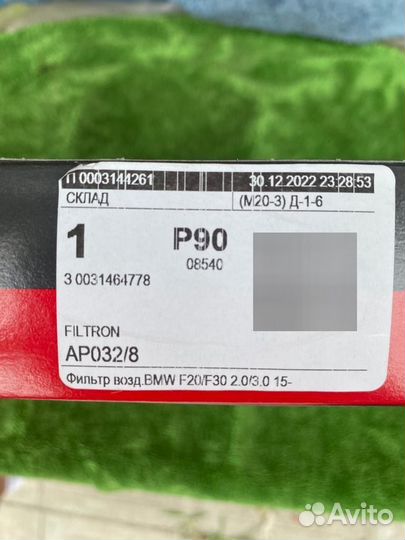 П 0003144261 30.12.2022 23:28:53
СКЛАД (М20-3) Д-1-6
1 P90
08540
З 0031464778
FILTRON
AP032/8
Фильтр возд.BMW F20/F30 2.0/3.0 15-
Avito